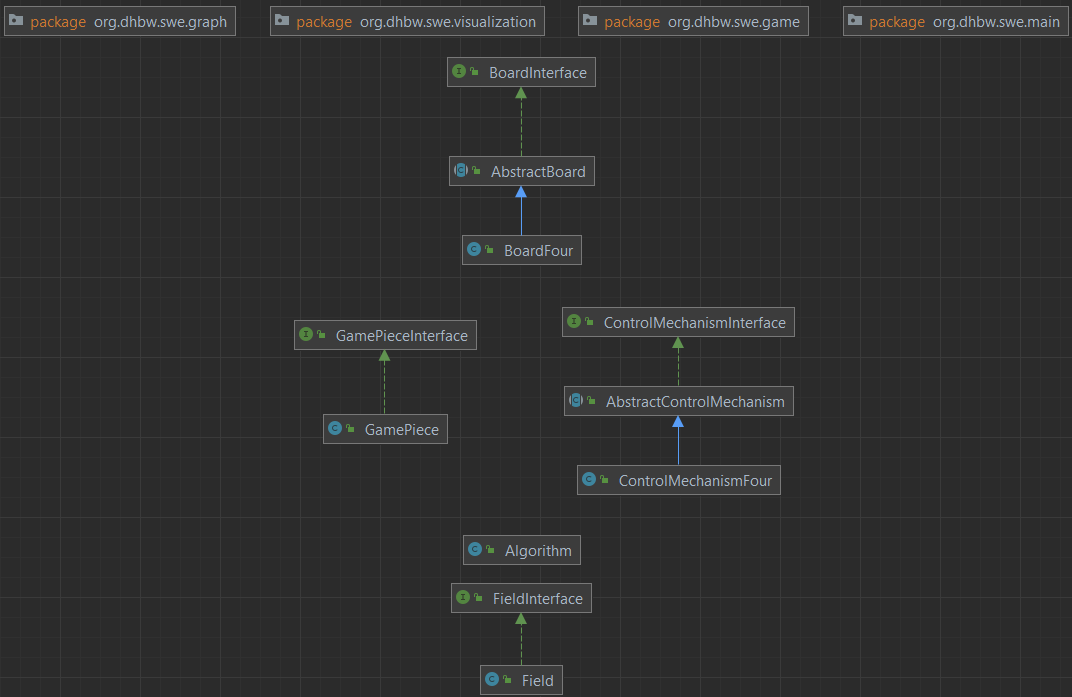 package org.dhbw.swe.graph
package org.dhbw.swe.visualization
package org.dhbw.swe.game
package org.dhbw.swe.main
BoardInterface
AbstractBoard
BoardFour
ControlMechanismInterface
GamePieceInterface
AbstractControlMechanism
GamePiece
ControlMechanismFour
Algorithm
FieldInterface
Field